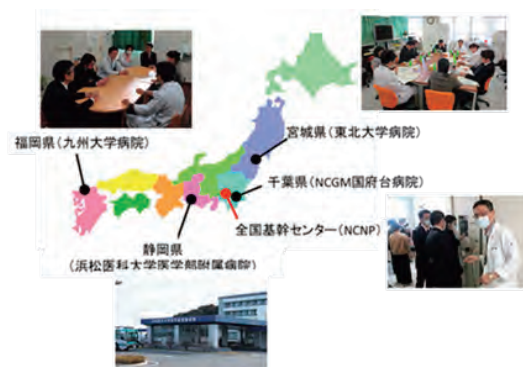 福岡県（九州大学病院）
宮城県（東北大学病院）
千葉県（NCGM国府台病院）
全国基幹センター（NCNP）
静岡県
（浜松医科大学医学部附属病院）